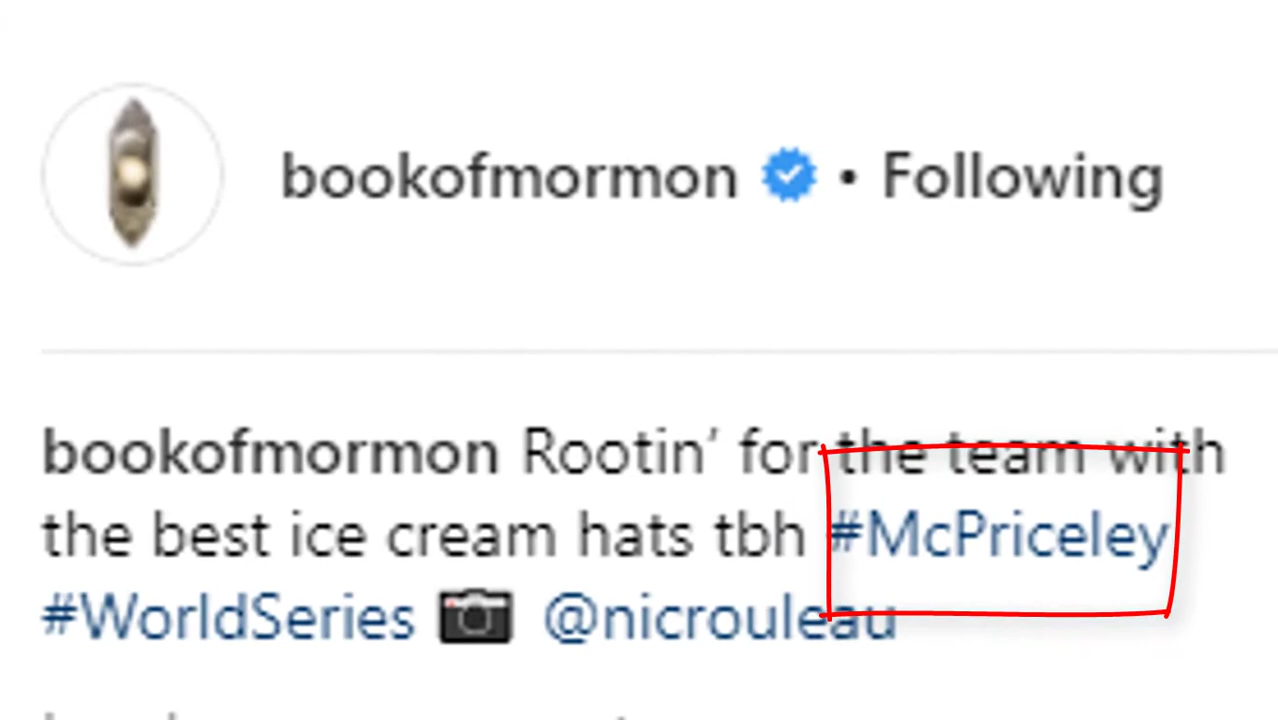 bookofmormon • Following
bookofmormon Rootin’ for the team with
the best ice cream hats tbh #McPriceley
#WorldSeries 📷 @nicrouleau